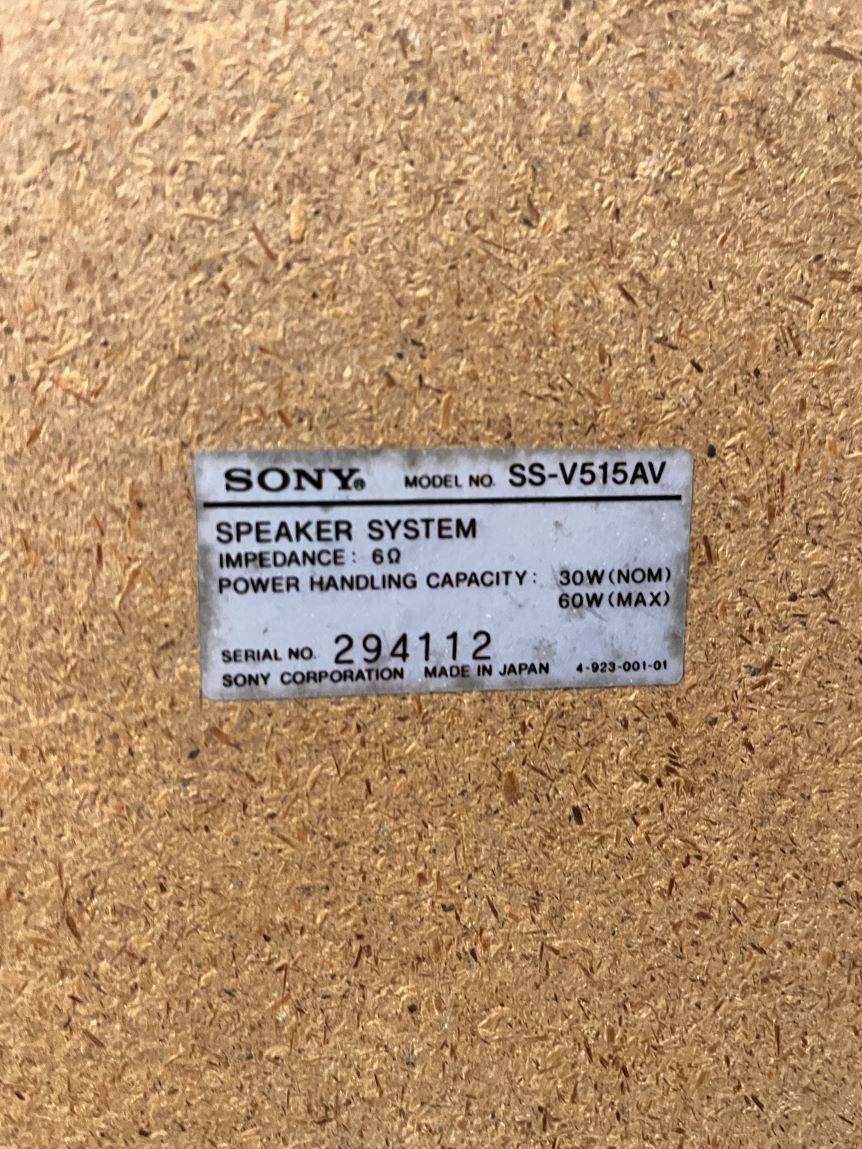 SONY® MODEL NO. SS-V515AV
SPEAKER SYSTEM
IMPEDANCE: 6Ω
POWER HANDLING CAPACITY: 30W(NOM)
60W(MAX)
SERIAL NO. 294112
SONY CORPORATION MADE IN JAPAN 4-923-001-01